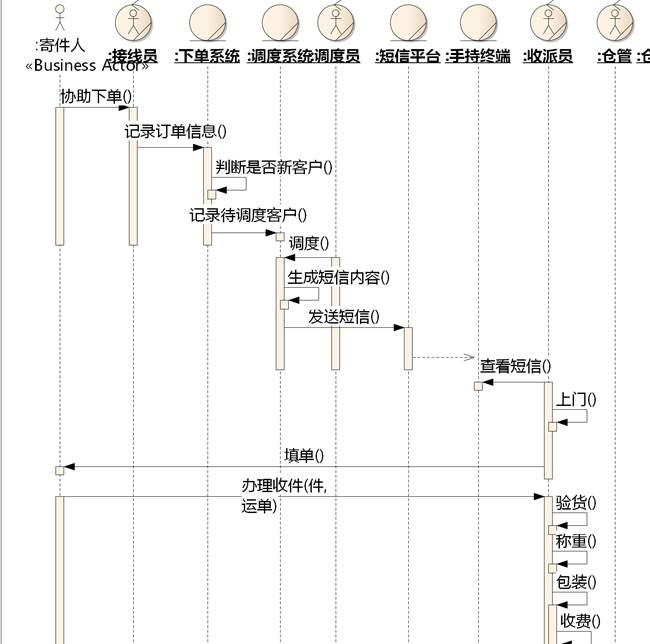 :寄件人
«Business Actor»
:接线员
:下单系统
:调度系统
:调度员
:短信平台
:手持终端
:收派员
:仓管
:仓
协助下单()
记录订单信息()
判断是否新客户()
记录待调度客户()
调度()
生成短信内容()
发送短信()
查看短信()
上门()
填单()
办理收件(件,
运单)
验货()
称重()
包装()
收费()